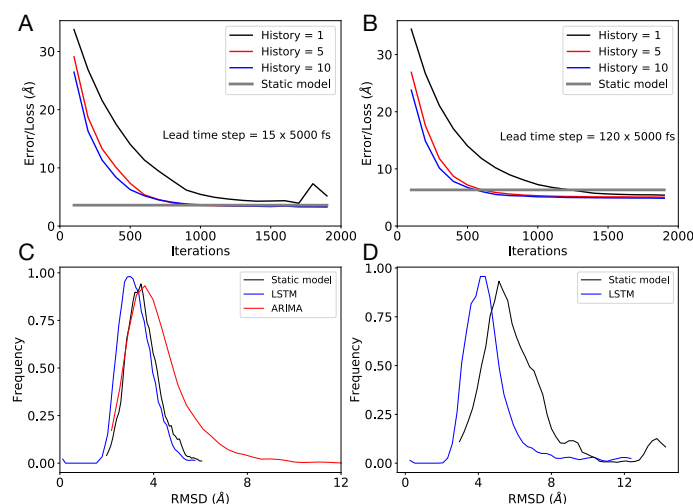 A
B
History = 1
History = 5
History = 10
Static model
Lead time step = 15 x 5000 fs
Error/Loss (Å)
30
20
10
0
0
500
1000
1500
2000
Iterations
History = 1
History = 5
History = 10
Static model
Lead time step = 120 x 5000 fs
Error/Loss (Å)
30
20
10
0
0
500
1000
1500
2000
Iterations
C
D
Static model
LSTM
ARIMA
Frequency
1.00
0.75
0.50
0.25
0.00
0
4
8
12
RMSD (Å)
Static model
LSTM
Frequency
1.00
0.75
0.50
0.25
0.00
0
4
8
12
RMSD (Å)